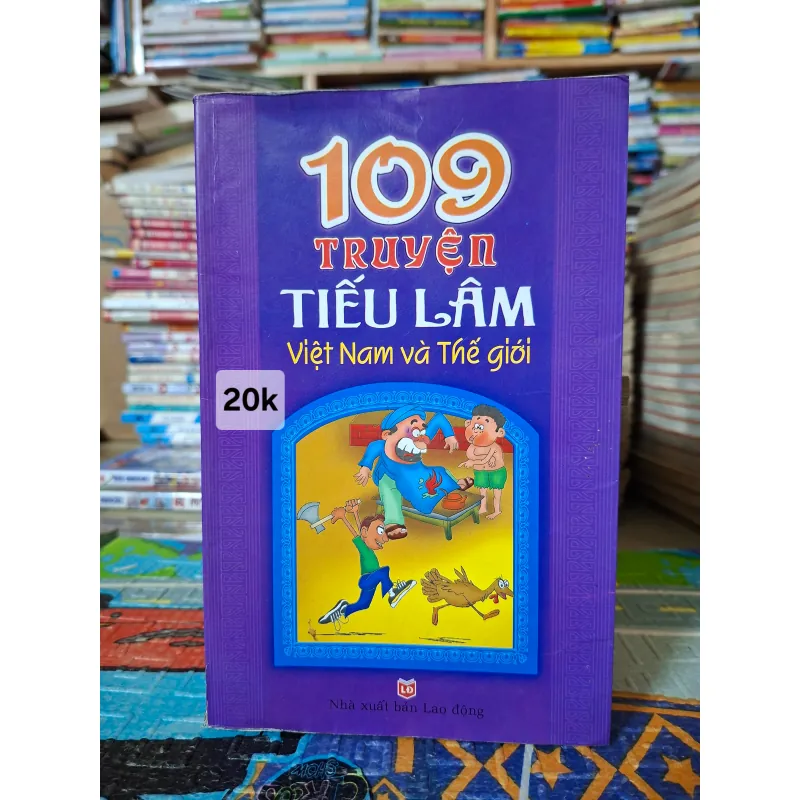 109
TRUYỆN
TIẾU LÂM
Việt Nam và Thế giới
20k
LĐ
Nhà xuất bản Lao động